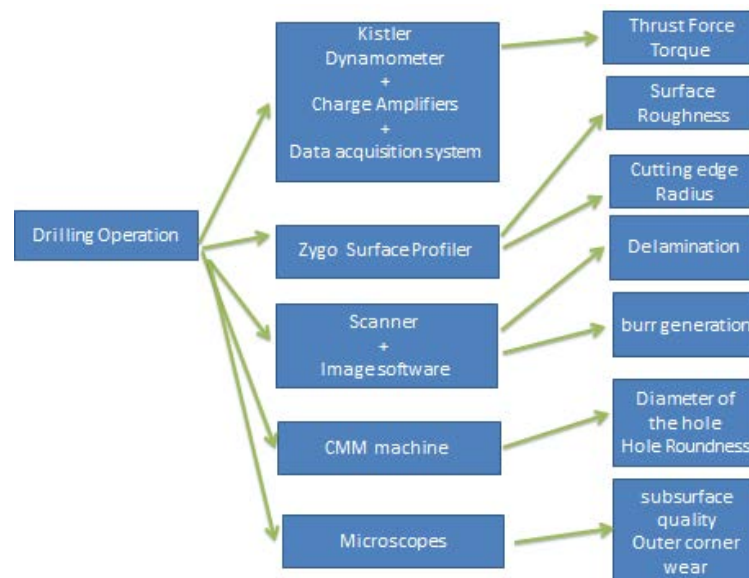 Drilling Operation
Kistler
Dynamometer
+
Charge Amplifiers
+
Data acquisition system
Zygo Surface Profiler
Scanner
+
Image software
CMM machine
Microscopes
Thrust Force
Torque
Surface
Roughness
Cutting edge
Radius
Delamination
burr generation
Diameter of
the hole
Hole Roundness
subsurface
quality
Outer corner
wear